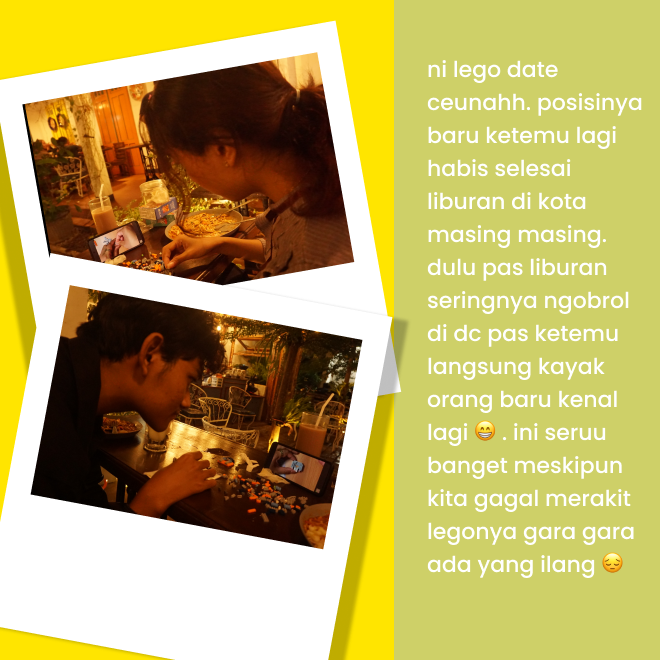 ni lego date
ceunahh. posisinya
baru ketemu lagi
habis selesai
liburan di kota
masing masing.
dulu pas liburan
seringnya ngobrol
di dc pas ketemu
langsung kayak
orang baru kenal
lagi 😁 . ini seruu
banget meskipun
kita gagal merakit
legonya gara gara
ada yang ilang 😔